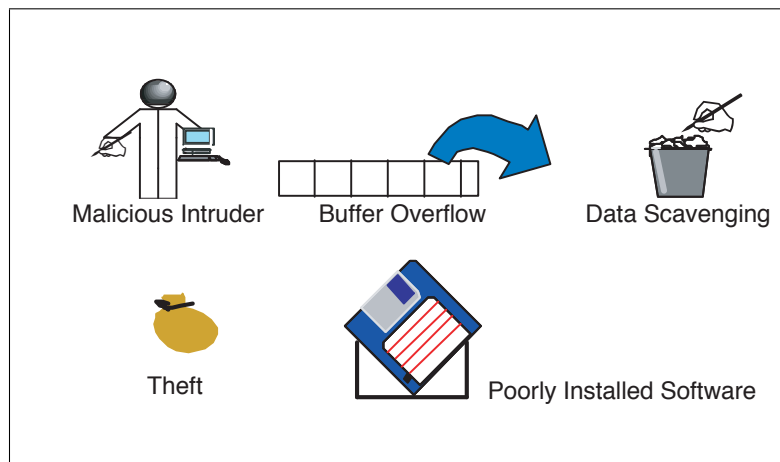 Malicious Intruder
Buffer Overflow
Data Scavenging
Theft
Poorly Installed Software